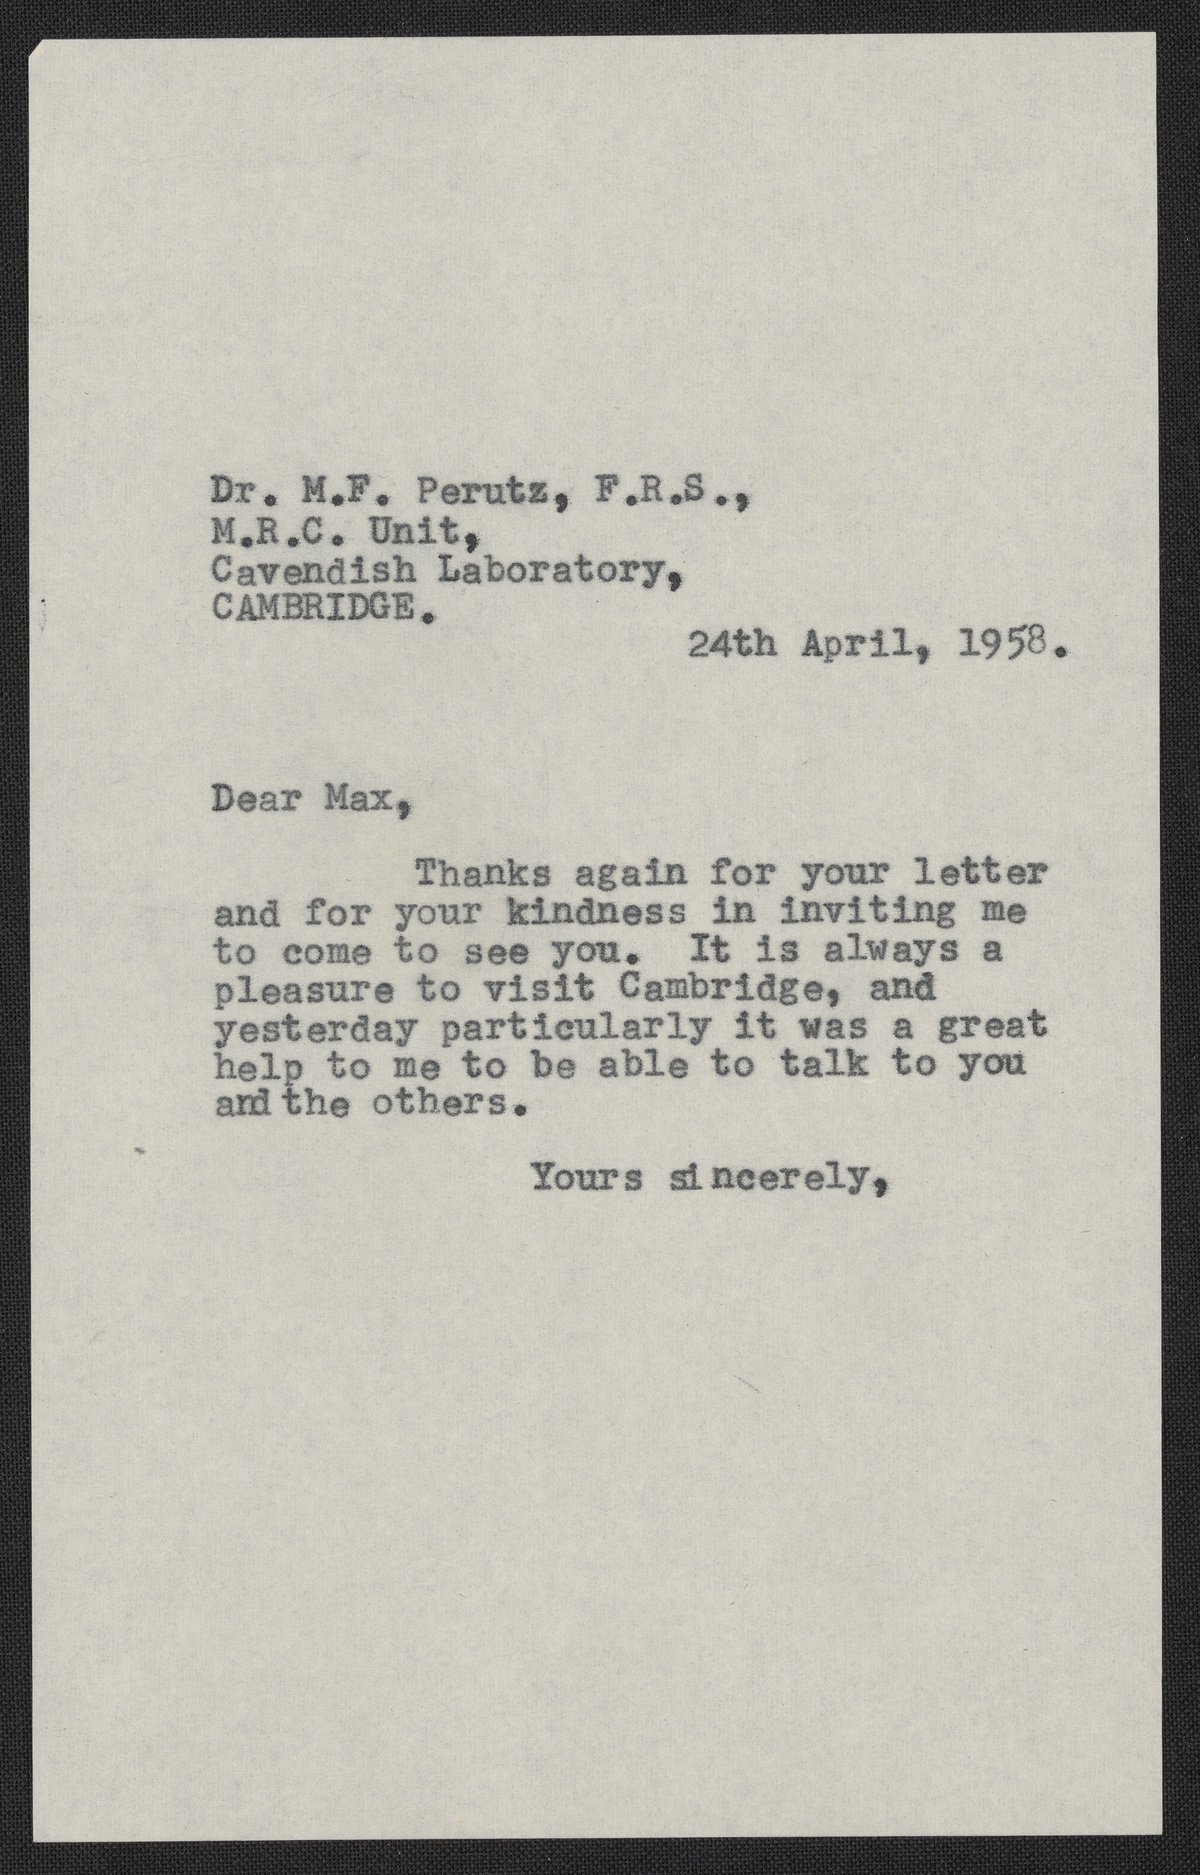 Dr. M.F. Perutz, F.R.S.,
M.R.C. Unit,
Cavendish Laboratory,
CAMBRIDGE.
24th April, 1958.
Dear Max,
Thanks again for your letter
and for your kindness in inviting me
to come to see you. It is always a
pleasure to visit Cambridge, and
yesterday particularly it was a great
help to me to be able to talk to you
and the others.
Yours sincerely,